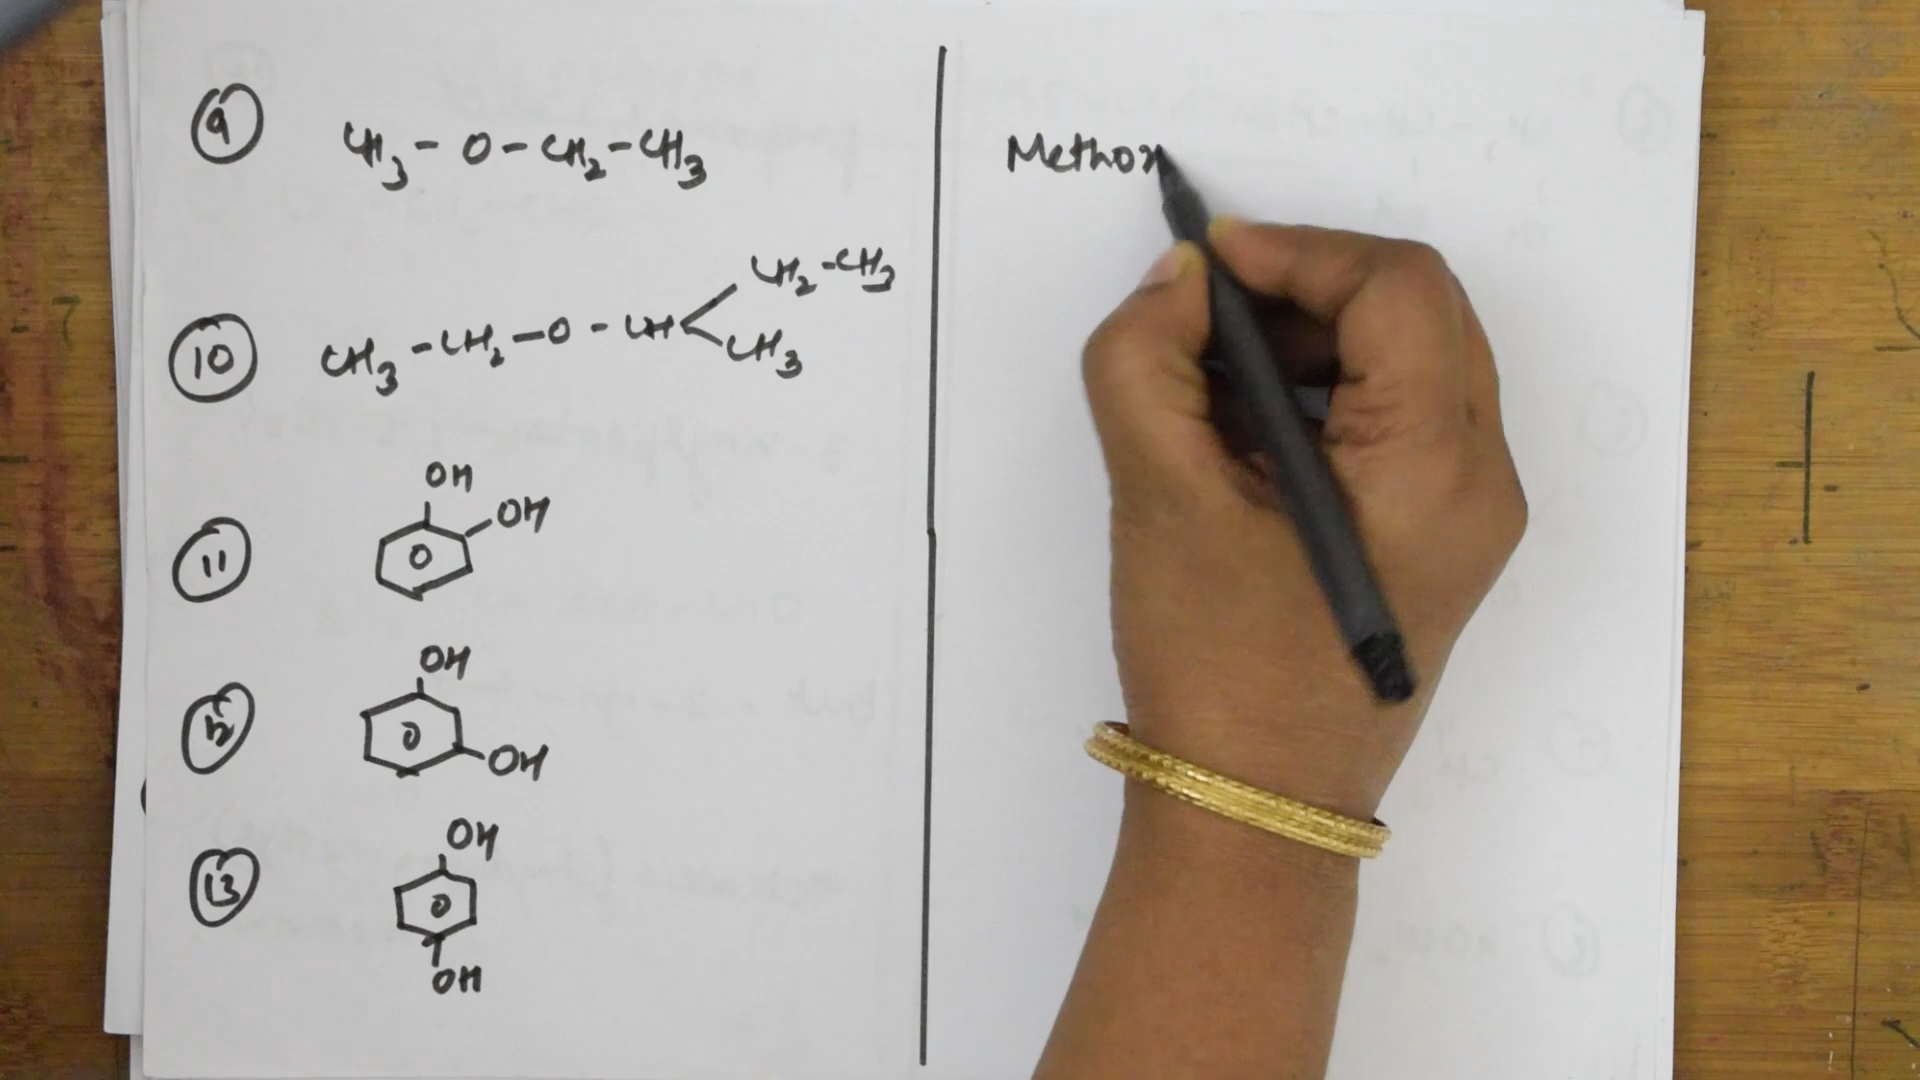 9 CH3 - O - CH2 - CH3
Methox
10 CH3 - CH2 - O - CH
CH2 - CH3
CH3
11
OH
OH
12
OH
OH
13
OH
OH